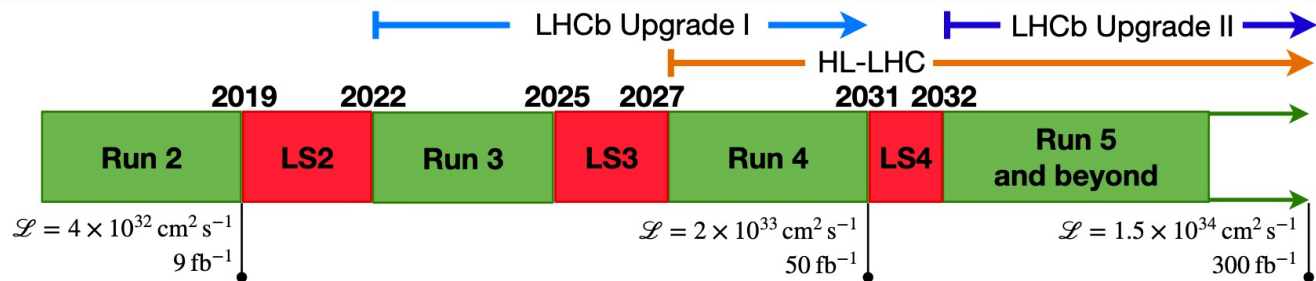 LHCb Upgrade I
LHCb Upgrade II
HL-LHC
2019
2022
2025
2027
2031
2032
Run 2
LS2
Run 3
LS3
Run 4
LS4
Run 5
and beyond
ℒ = 4 × 10³² cm² s⁻¹
9 fb⁻¹
ℒ = 2 × 10³³ cm² s⁻¹
50 fb⁻¹
ℒ = 1.5 × 10³⁴ cm² s⁻¹
300 fb⁻¹